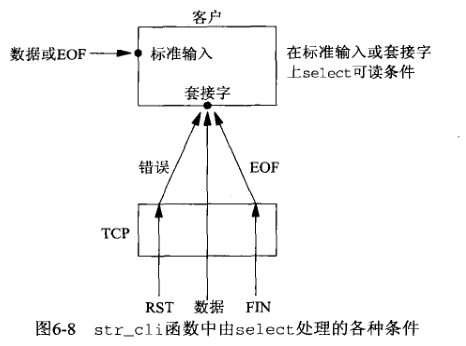 客户
数据或EOF
标准输入
在标准输入或套接字
上select可读条件
套接字
错误
EOF
TCP
RST
数据
FIN
图6-8 str_cli函数中由select处理的各种条件